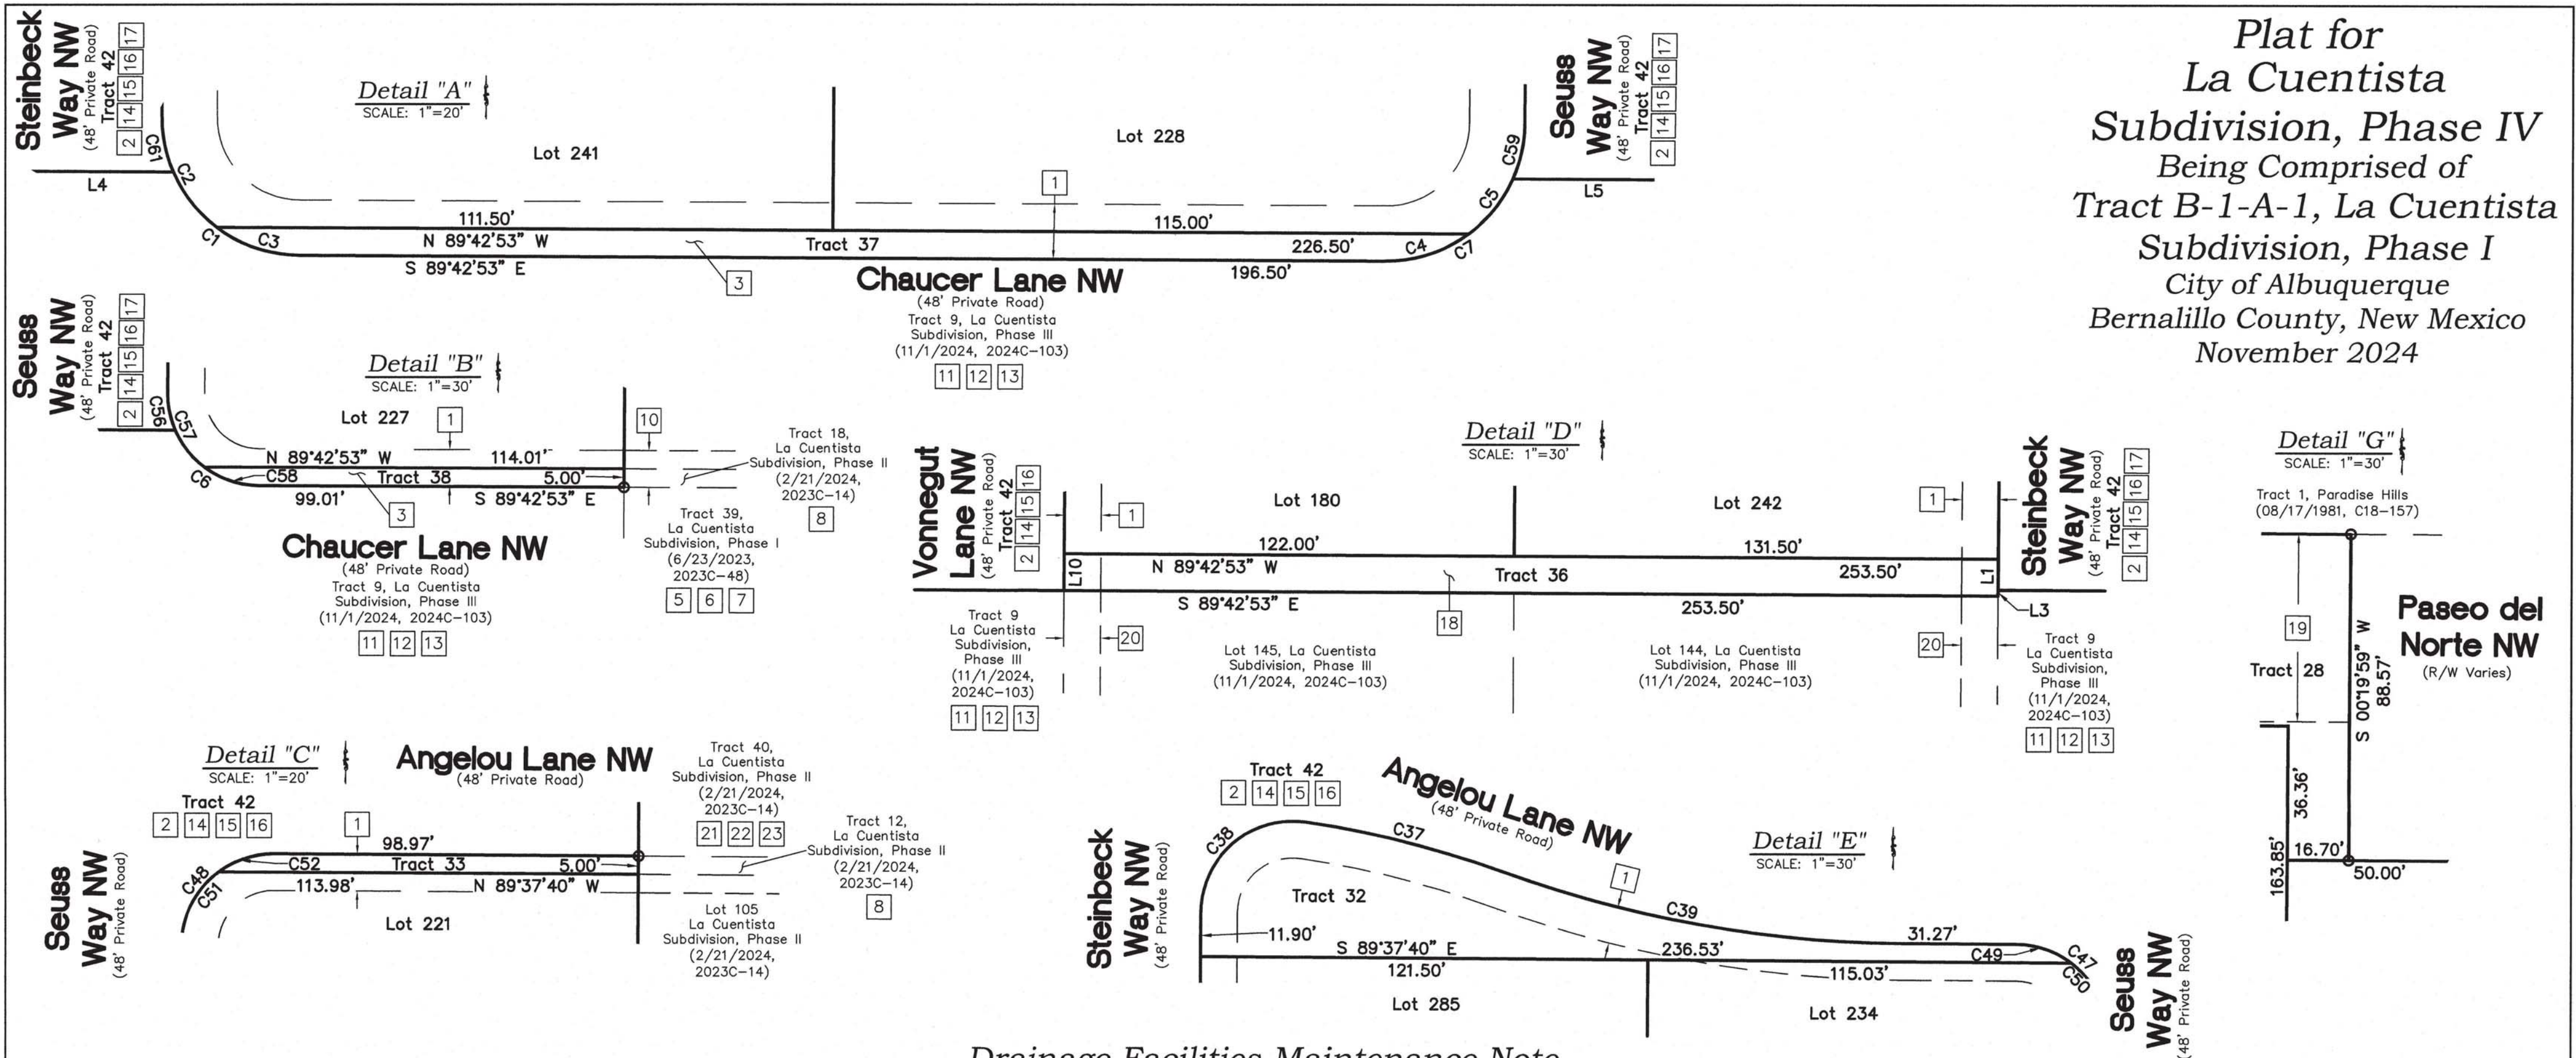 Plat for
La Cuentista
Subdivision, Phase IV
Being Comprised of
Tract B-1-A-1, La Cuentista
Subdivision, Phase I
City of Albuquerque
Bernalillo County, New Mexico
November 2024
Steinbeck
Way NW
(48' Private Road)
Tract 42
2 14 15 16 17
Detail "A"
SCALE: 1"=20'
Lot 241
Lot 228
Seuss
Way NW
(48' Private Road)
Tract 42
2 14 15 16 17
C61
C2
L4
C1
C3
111.50'
N 89°42'53" W
S 89°42'53" E
Tract 37
3
1
115.00'
226.50'
196.50'
C4
C7
C5
C59
L5
Chaucer Lane NW
(48' Private Road)
Tract 9, La Cuentista
Subdivision, Phase III
(11/1/2024, 2024C-103)
11 12 13
Seuss
Way NW
(48' Private Road)
Tract 42
2 14 15 16 17
Detail "B"
SCALE: 1"=30'
Lot 227
1
10
C56
C57
C6
C58
N 89°42'53" W
114.01'
Tract 38
5.00'
99.01'
S 89°42'53" E
3
Tract 18,
La Cuentista
Subdivision, Phase II
(2/21/2024,
2023C-14)
8
Tract 39,
La Cuentista
Subdivision, Phase I
(6/23/2023,
2023C-48)
5 6 7
Chaucer Lane NW
(48' Private Road)
Tract 9, La Cuentista
Subdivision, Phase III
(11/1/2024, 2024C-103)
11 12 13
Detail "D"
SCALE: 1"=30'
Vonnegut
Lane NW
(48' Private Road)
Tract 42
2 14 15 16
1
Lot 180
Lot 242
1
Steinbeck
Way NW
(48' Private Road)
Tract 42
2 14 15 16 17
L10
122.00'
N 89°42'53" W
S 89°42'53" E
Tract 36
131.50'
253.50'
253.50'
L1
L3
18
Tract 9
La Cuentista
Subdivision,
Phase III
(11/1/2024,
2024C-103)
11 12 13
20
Lot 145, La Cuentista
Subdivision, Phase III
(11/1/2024, 2024C-103)
Lot 144, La Cuentista
Subdivision, Phase III
(11/1/2024, 2024C-103)
20
Tract 9
La Cuentista
Subdivision,
Phase III
(11/1/2024,
2024C-103)
11 12 13
Detail "G"
SCALE: 1"=30'
Tract 1, Paradise Hills
(08/17/1981, C18-157)
19
Tract 28
S 00°19'59" W
88.57'
Paseo del
Norte NW
(R/W Varies)
36.36'
163.85'
16.70'
50.00'
Detail "C"
SCALE: 1"=20'
Angelou Lane NW
(48' Private Road)
Tract 42
2 14 15 16
1
Seuss
Way NW
(48' Private Road)
C48
C51
C52
98.97'
Tract 33
5.00'
113.98'
N 89°37'40" W
Lot 221
Tract 40,
La Cuentista
Subdivision, Phase II
(2/21/2024,
2023C-14)
21 22 23
Tract 12,
La Cuentista
Subdivision, Phase II
(2/21/2024,
2023C-14)
8
Lot 105
La Cuentista
Subdivision, Phase II
(2/21/2024,
2023C-14)
Tract 42
2 14 15 16
Angelou Lane NW
(48' Private Road)
Detail "E"
SCALE: 1"=30'
Steinbeck
Way NW
(48' Private Road)
C38
C37
1
C39
Tract 32
11.90'
S 89°37'40" E
121.50'
236.53'
31.27'
C49
115.03'
C47
C50
Lot 285
Lot 234
Seuss
Way NW
(48' Private Road)
Drainage Facilities Maintenance Note